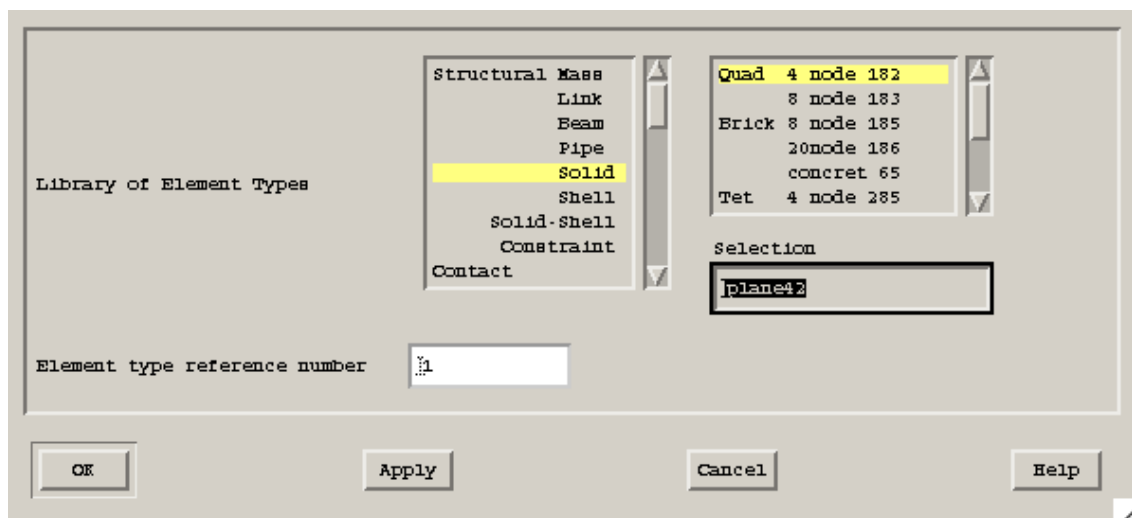 Library of Element Types
Structural Mass
Link
Beam
Pipe
Solid
Shell
Solid-Shell
Constraint
Contact
Quad 4 node 182
8 node 183
Brick 8 node 185
20node 186
concret 65
Tet 4 node 285
Selection
plane42
Element type reference number
1
OK
Apply
Cancel
Help